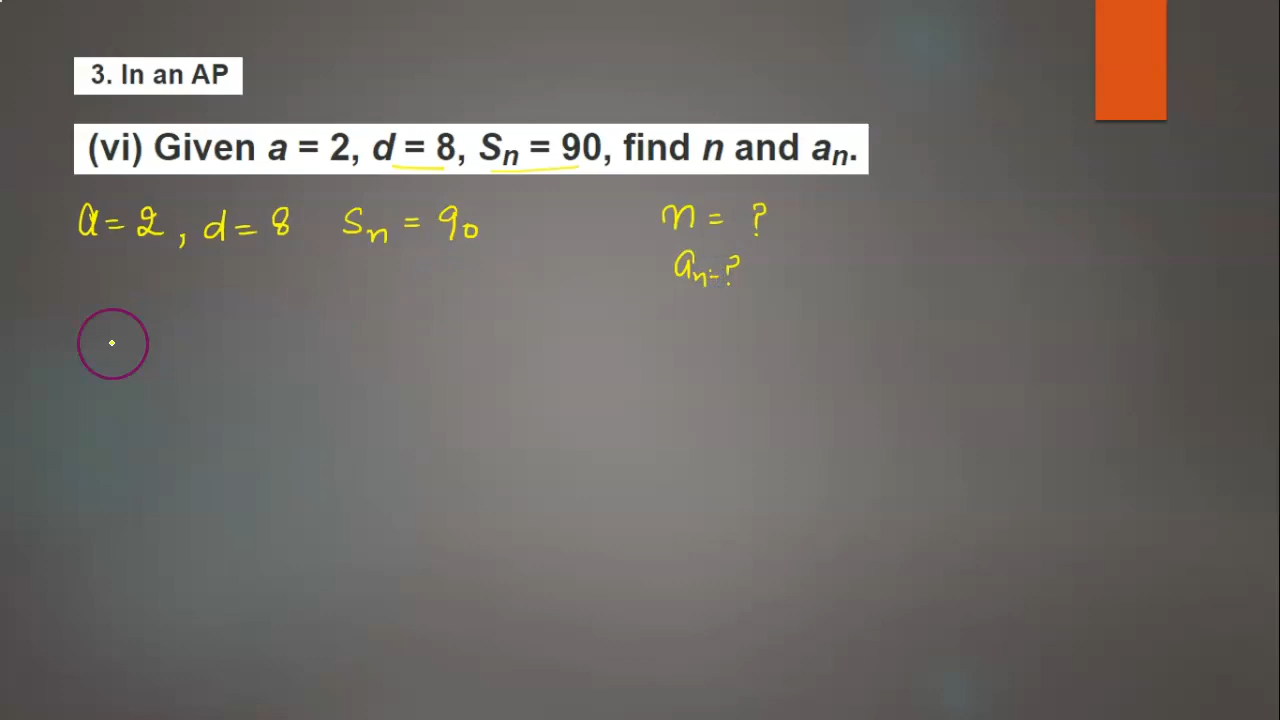 3. In an AP
(vi) Given a = 2, d = 8, Sn = 90, find n and an.
a = 2, d = 8 Sn = 90 n = ?
an = ?